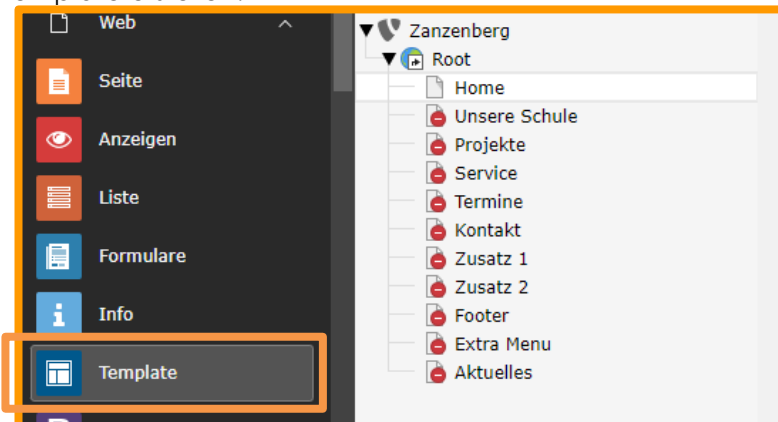 Web
Seite
Anzeigen
Liste
Formulare
Info
Template
Zanzenberg
Root
Home
Unsere Schule
Projekte
Service
Termine
Kontakt
Zusatz 1
Zusatz 2
Footer
Extra Menu
Aktuelles